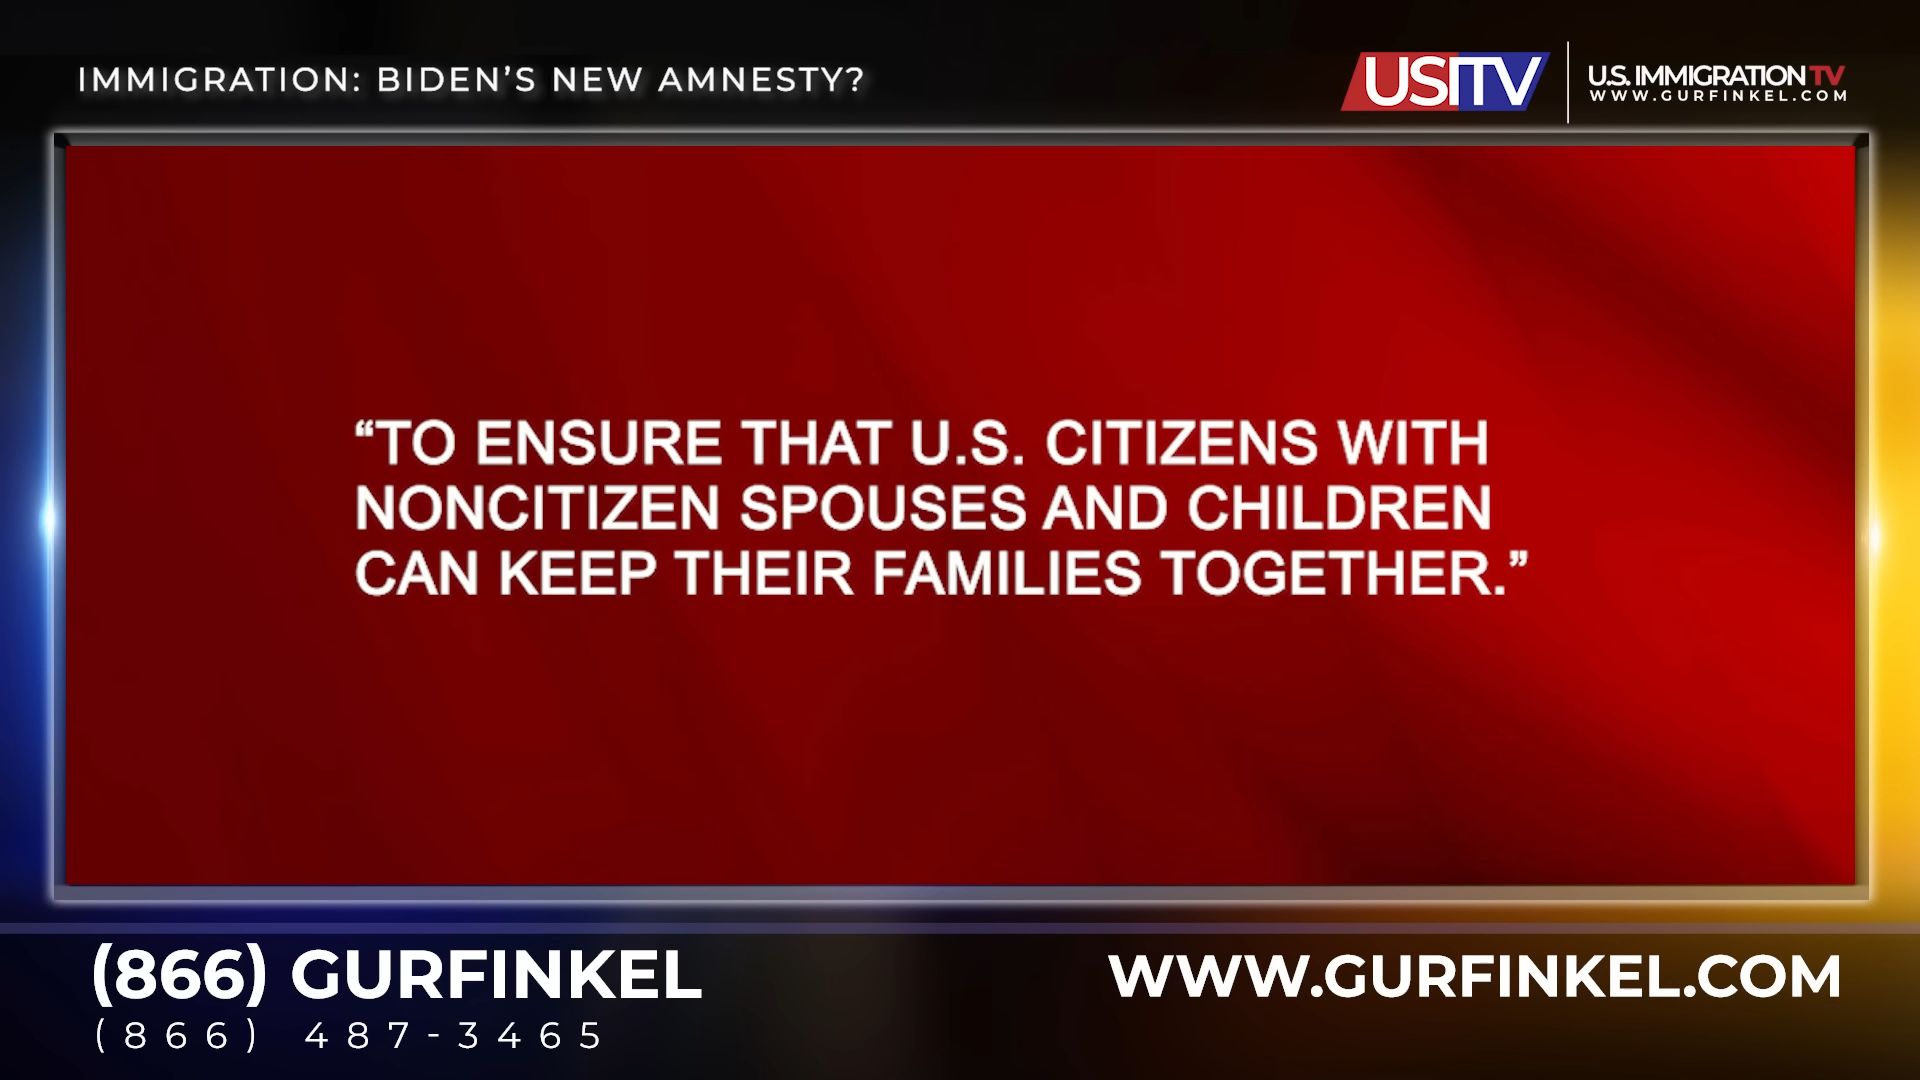 IMMIGRATION: BIDEN’S NEW AMNESTY?
USITV
U.S. IMMIGRATION TV
WWW.GURFINKEL.COM
“TO ENSURE THAT U.S. CITIZENS WITH
NONCITIZEN SPOUSES AND CHILDREN
CAN KEEP THEIR FAMILIES TOGETHER.”
(866) GURFINKEL
(866) 487-3465
WWW.GURFINKEL.COM